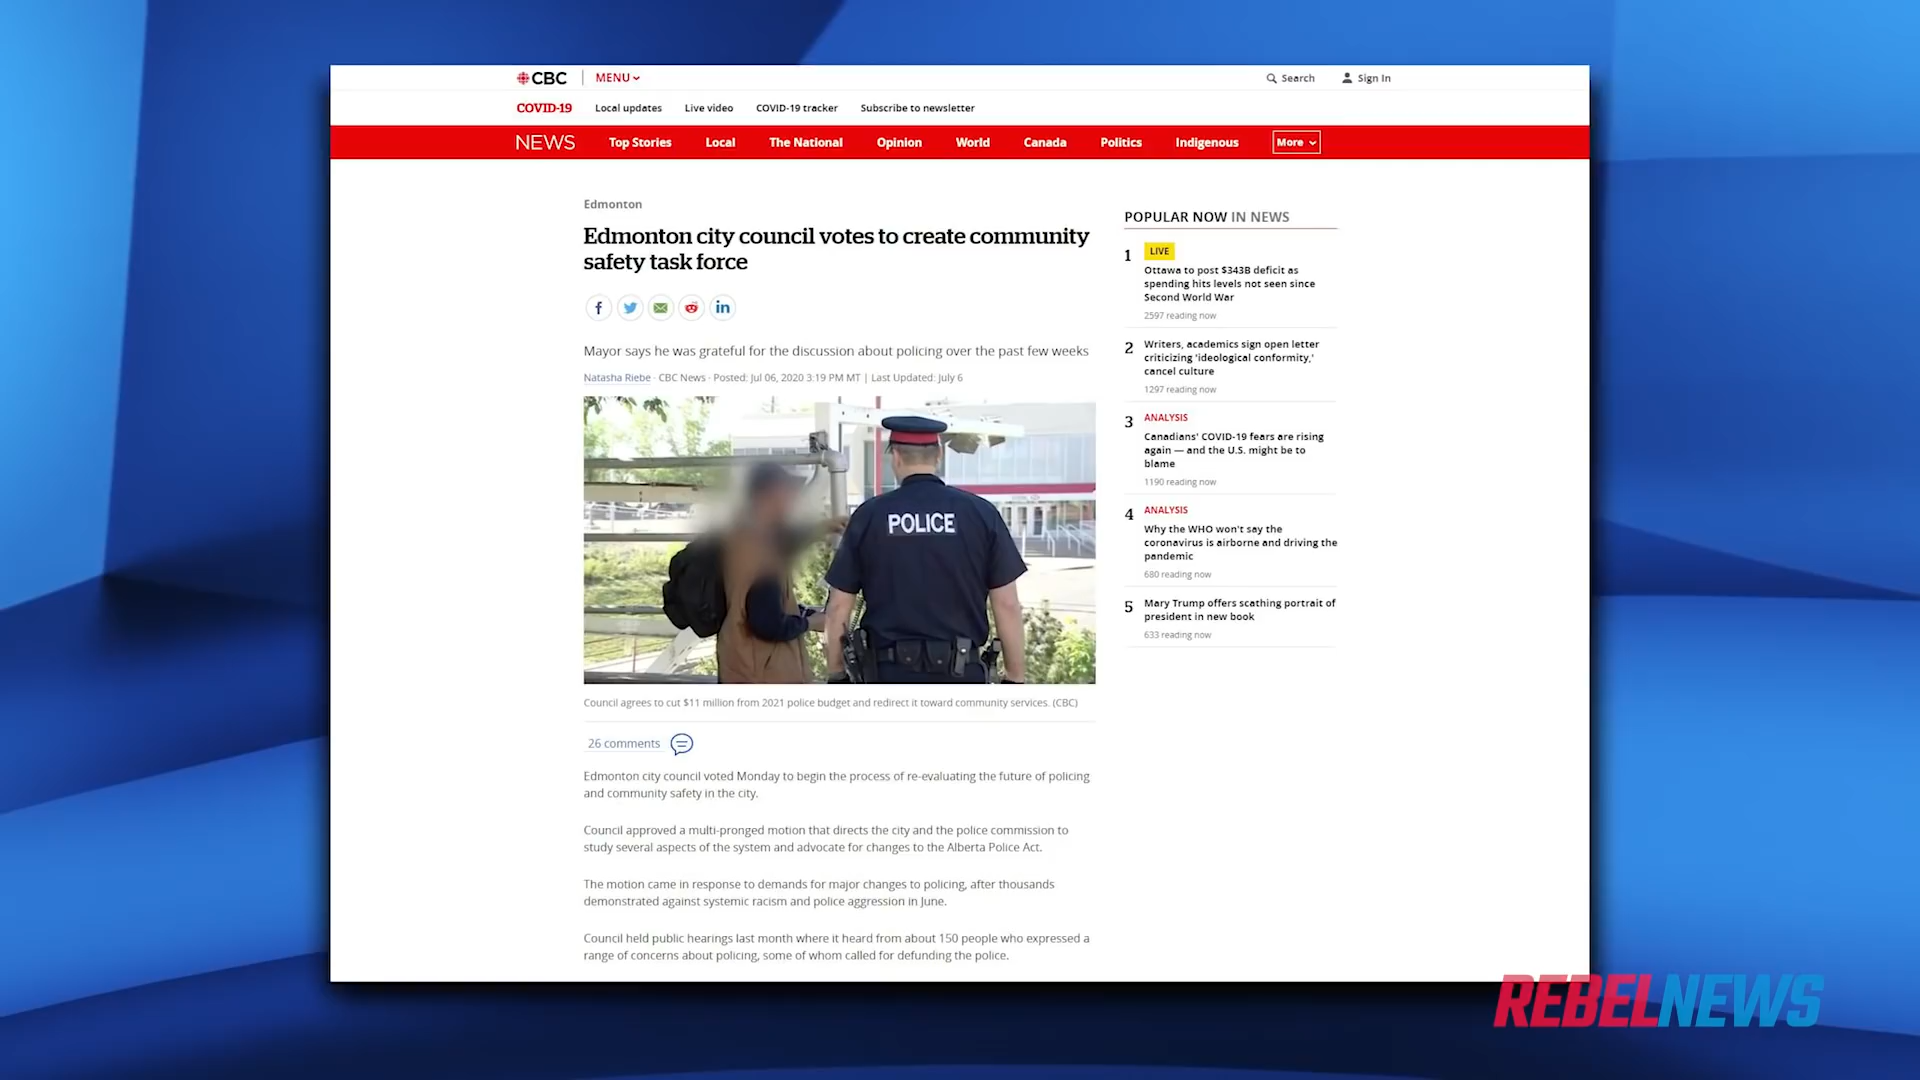 CBC
MENU
Search
Sign In
COVID-19
Local updates
Live video
COVID-19 tracker
Subscribe to newsletter
NEWS
Top Stories
Local
The National
Opinion
World
Canada
Politics
Indigenous
More
Edmonton
Edmonton city council votes to create community
safety task force
Mayor says he was grateful for the discussion about policing over the past few weeks
Natasha Riebe · CBC News · Posted: Jul 06, 2020 3:19 PM MT | Last Updated: July 6
POLICE
Council agrees to cut $11 million from 2021 police budget and redirect it toward community services. (CBC)
26 comments
Edmonton city council voted Monday to begin the process of re-evaluating the future of policing
and community safety in the city.
Council approved a multi-pronged motion that directs the city and the police commission to
study several aspects of the system and advocate for changes to the Alberta Police Act.
The motion came in response to demands for major changes to policing, after thousands
demonstrated against systemic racism and police aggression in June.
Council held public hearings last month where it heard from about 150 people who expressed a
range of concerns about policing, some of whom called for defunding the police.
POPULAR NOW IN NEWS
1
LIVE
Ottawa to post $343B deficit as
spending hits levels not seen since
Second World War
2597 reading now
2
Writers, academics sign open letter
criticizing 'ideological conformity,'
cancel culture
1297 reading now
3
ANALYSIS
Canadians' COVID-19 fears are rising
again — and the U.S. might be to
blame
1190 reading now
4
ANALYSIS
Why the WHO won't say the
coronavirus is airborne and driving the
pandemic
680 reading now
5
Mary Trump offers scathing portrait of
president in new book
633 reading now
REBELNEWS